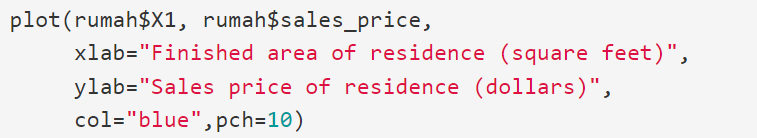 plot(rumah$X1, rumah$sales_price,
     xlab="Finished area of residence (square feet)",
     ylab="Sales price of residence (dollars)",
     col="blue",pch=10)